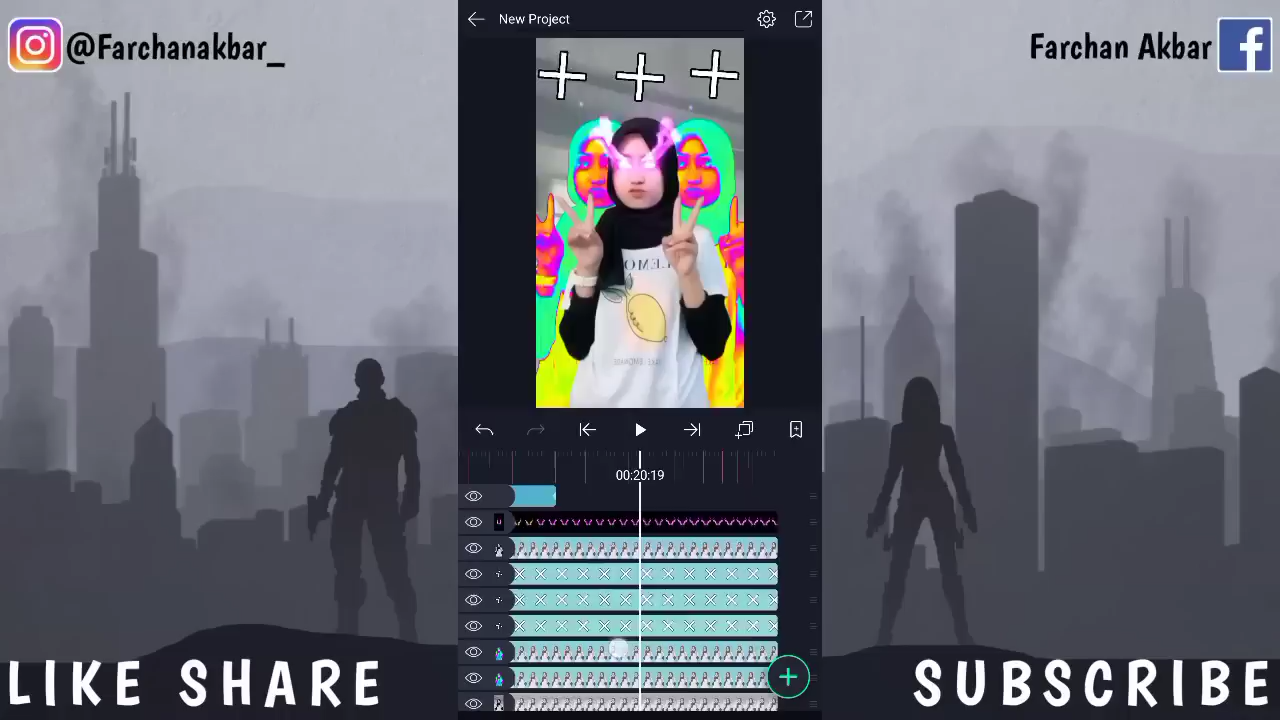 @Farchanakbar_
New Project
Farchan Akbar
00:20:19
LIKE SHARE
SUBSCRIBE